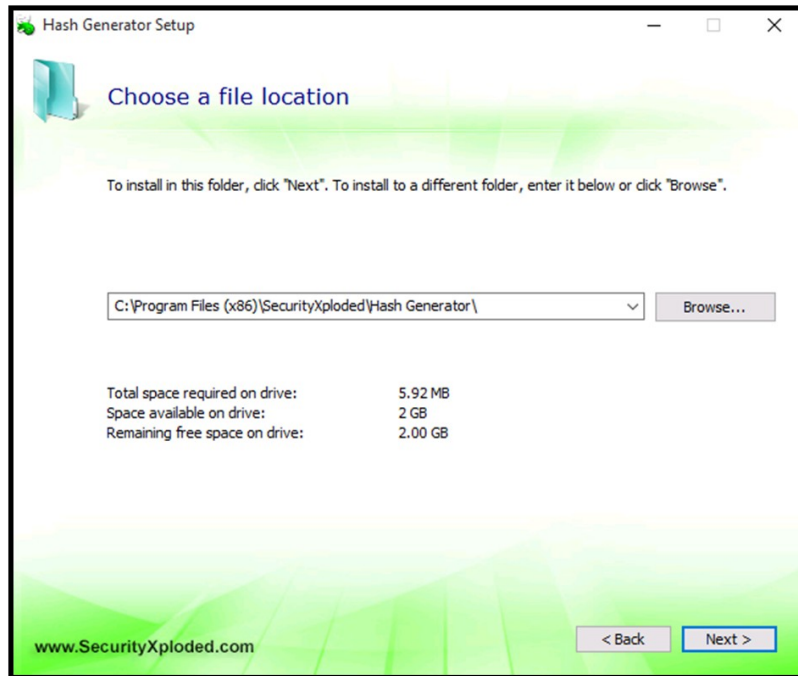 Hash Generator Setup
Choose a file location
To install in this folder, click "Next". To install to a different folder, enter it below or click "Browse".
C:\Program Files (x86)\SecurityXploded\Hash Generator\
Browse...
Total space required on drive: 5.92 MB
Space available on drive: 2 GB
Remaining free space on drive: 2.00 GB
www.SecurityXploded.com
< Back
Next >